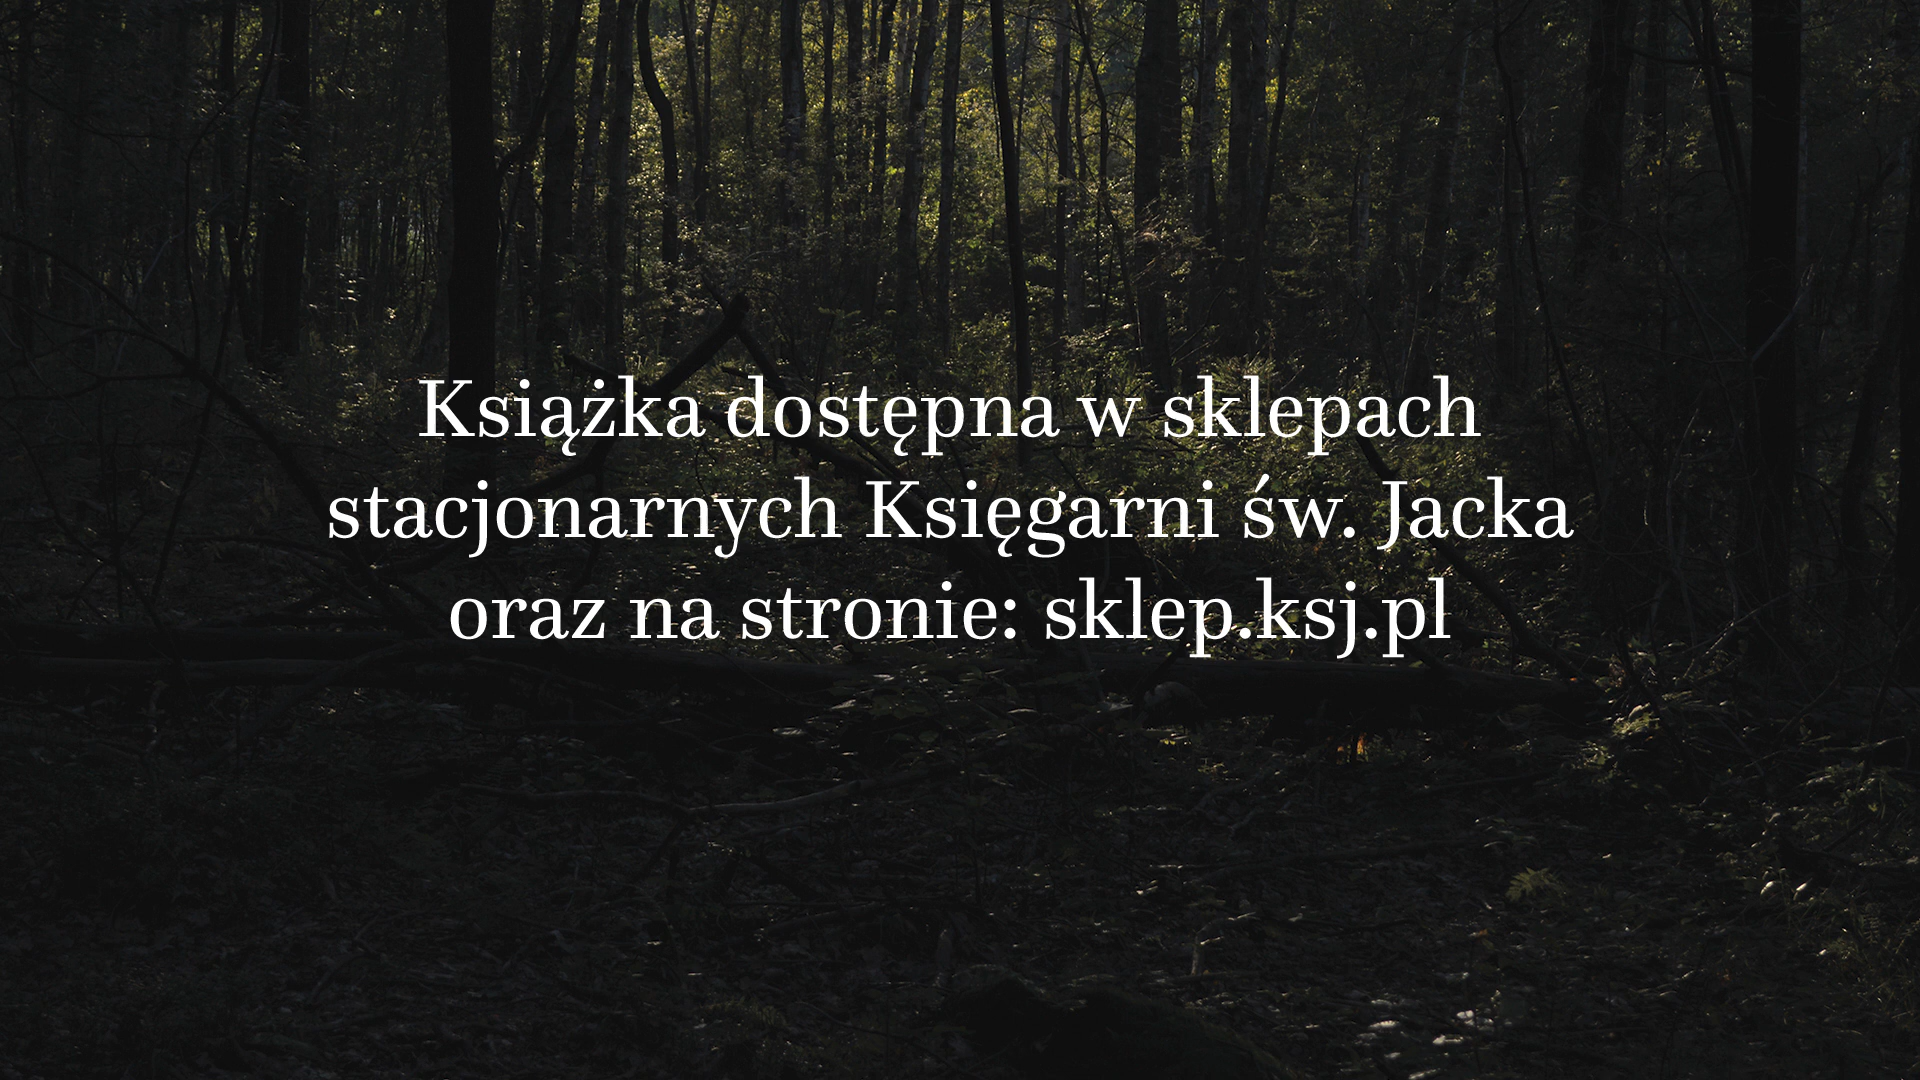 Książka dostępna w sklepach
stacjonarnych Księgarni św. Jacka
oraz na stronie: sklep.ksj.pl